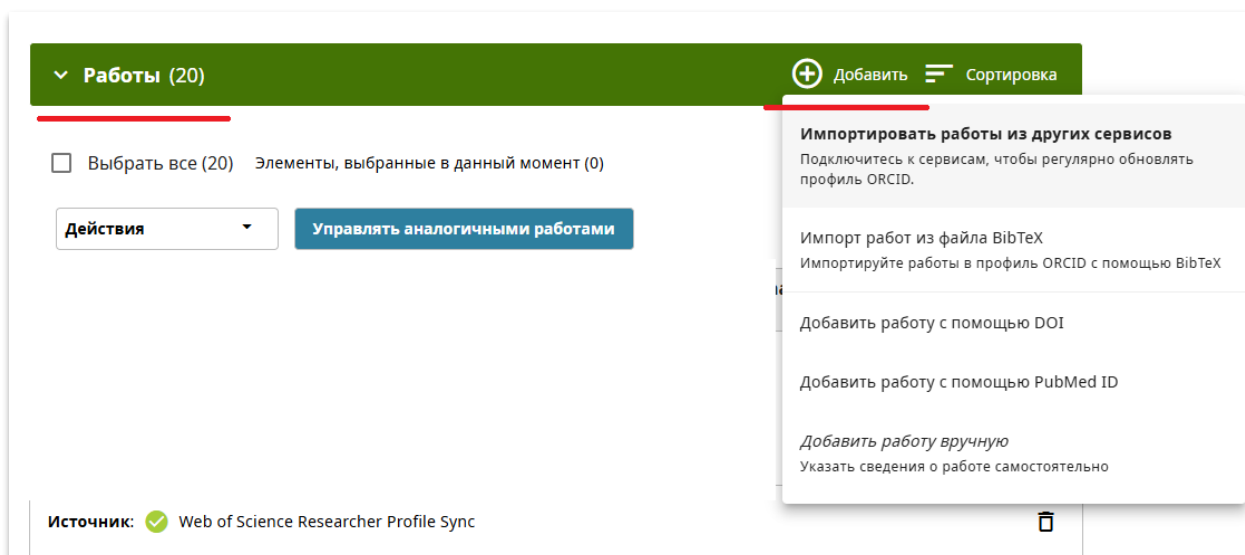 Работы (20)
Добавить
Сортировка
Выбрать все (20) Элементы, выбранные в данный момент (0)
Действия
Управлять аналогичными работами
Импортировать работы из других сервисов
Подключитесь к сервисам, чтобы регулярно обновлять
профиль ORCID.
Импорт работ из файла BibTeX
Импортируйте работы в профиль ORCID с помощью BibTeX
Добавить работу с помощью DOI
Добавить работу с помощью PubMed ID
Добавить работу вручную
Указать сведения о работе самостоятельно
Источник: Web of Science Researcher Profile Sync